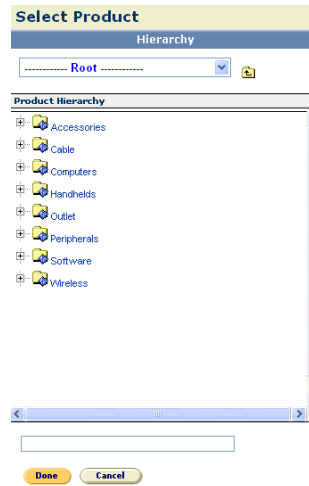 Select Product
Hierarchy
------------ Root ------------
Product Hierarchy
Accessories
Cable
Computers
Handhelds
Outlet
Peripherals
Software
Wireless
Done Cancel